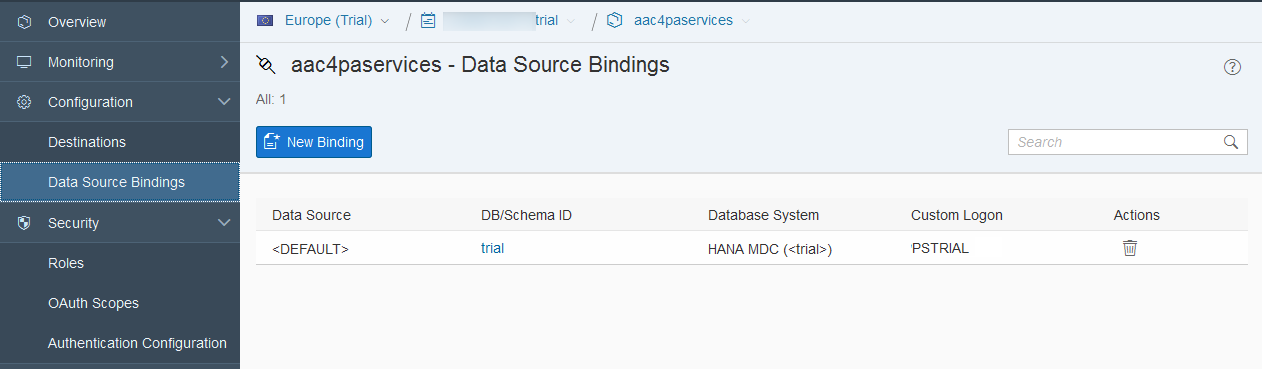 Overview
Monitoring
Configuration
Destinations
Data Source Bindings
Security
Roles
OAuth Scopes
Authentication Configuration
Europe (Trial) / trial / aac4paservices
aac4paservices - Data Source Bindings
All: 1
New Binding
Search
Data Source DB/Schema ID Database System Custom Logon Actions
<DEFAULT> trial HANA MDC (<trial>) PSTRIAL